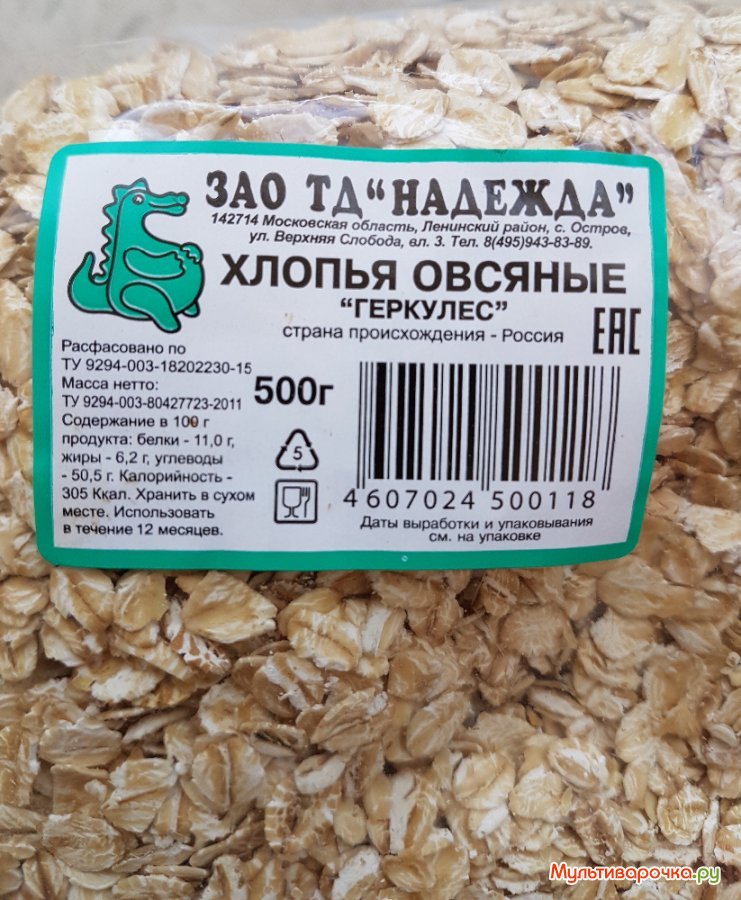 ЗАО ТД “НАДЕЖДА”
142714 Московская область, Ленинский район, с. Остров,
ул. Верхняя Слобода, вл. 3. Тел. 8(495)943-83-89.
ХЛОПЬЯ ОВСЯНЫЕ
“ГЕРКУЛЕС”
страна происхождения - Россия
ЕАС
Расфасовано по
ТУ 9294-003-18202230-15
Масса нетто:
500г
ТУ 9294-003-80427723-2011
Содержание в 100 г
продукта: белки - 11,0 г,
жиры - 6,2 г, углеводы
- 50,5 г. Калорийность -
305 Ккал. Хранить в сухом
месте. Использовать
в течение 12 месяцев.
5
4 607024 500118
Даты выработки и упаковывания
см. на упаковке
Мультиварочка.ру